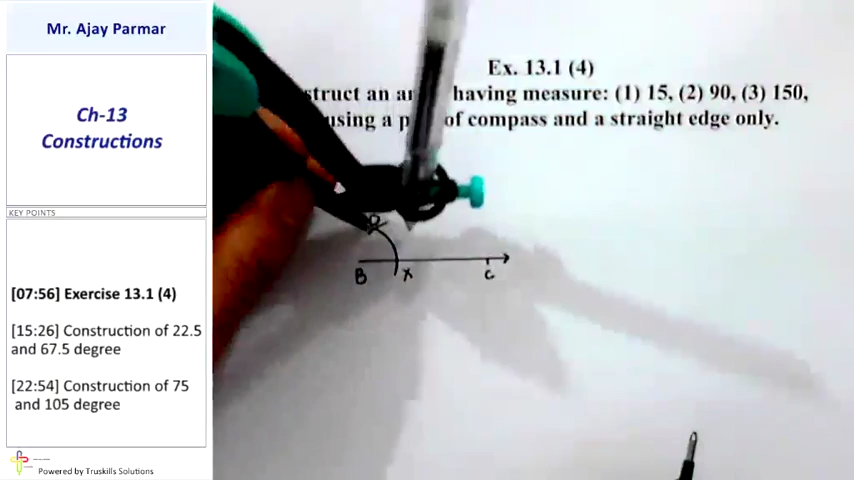 Mr. Ajay Parmar
Ch-13
Constructions
KEY POINTS
[07:56] Exercise 13.1 (4)
[15:26] Construction of 22.5
and 67.5 degree
[22:54] Construction of 75
and 105 degree
Powered by Truskills Solutions
Ex. 13.1 (4)
struct an having measure: (1) 15, (2) 90, (3) 150,
using a of compass and a straight edge only.
B X C